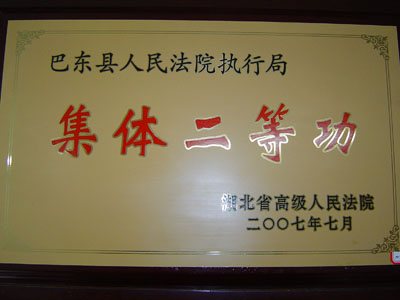 巴东县人民法院执行局
集体二等功
湖北省高级人民法院
二〇〇七年七月